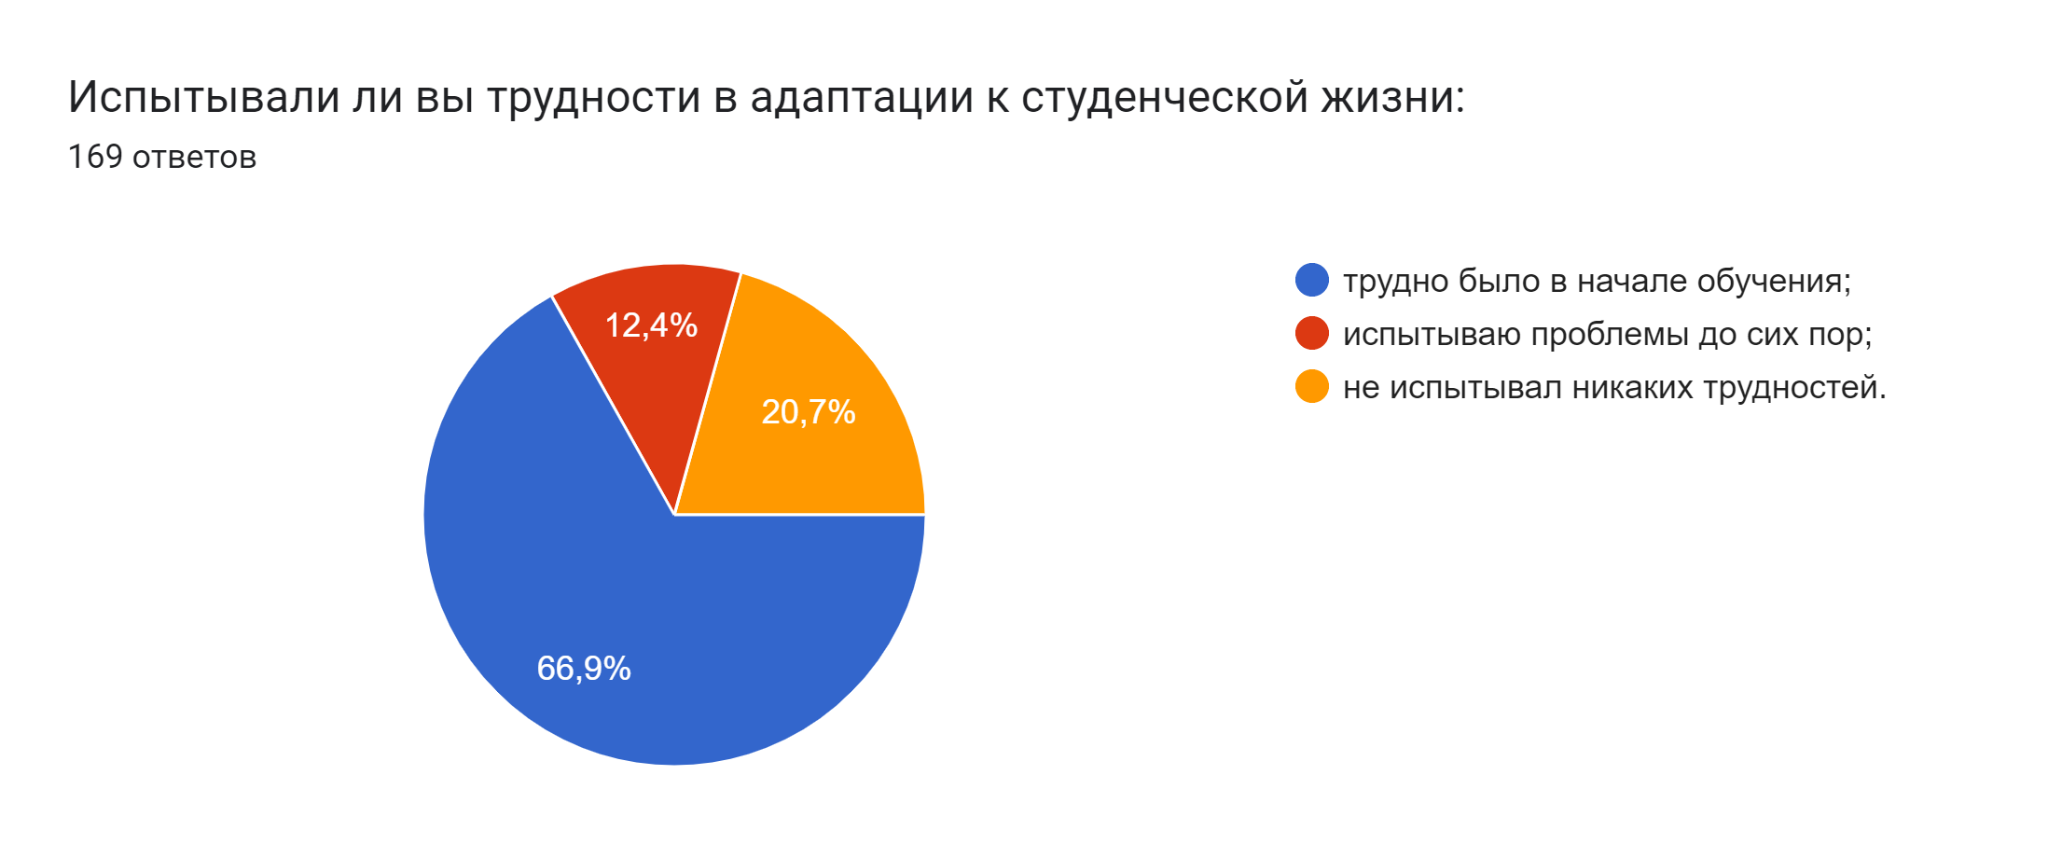 Испытывали ли вы трудности в адаптации к студенческой жизни:
169 ответов
12,4%
20,7%
66,9%
трудно было в начале обучения;
испытываю проблемы до сих пор;
не испытывал никаких трудностей.